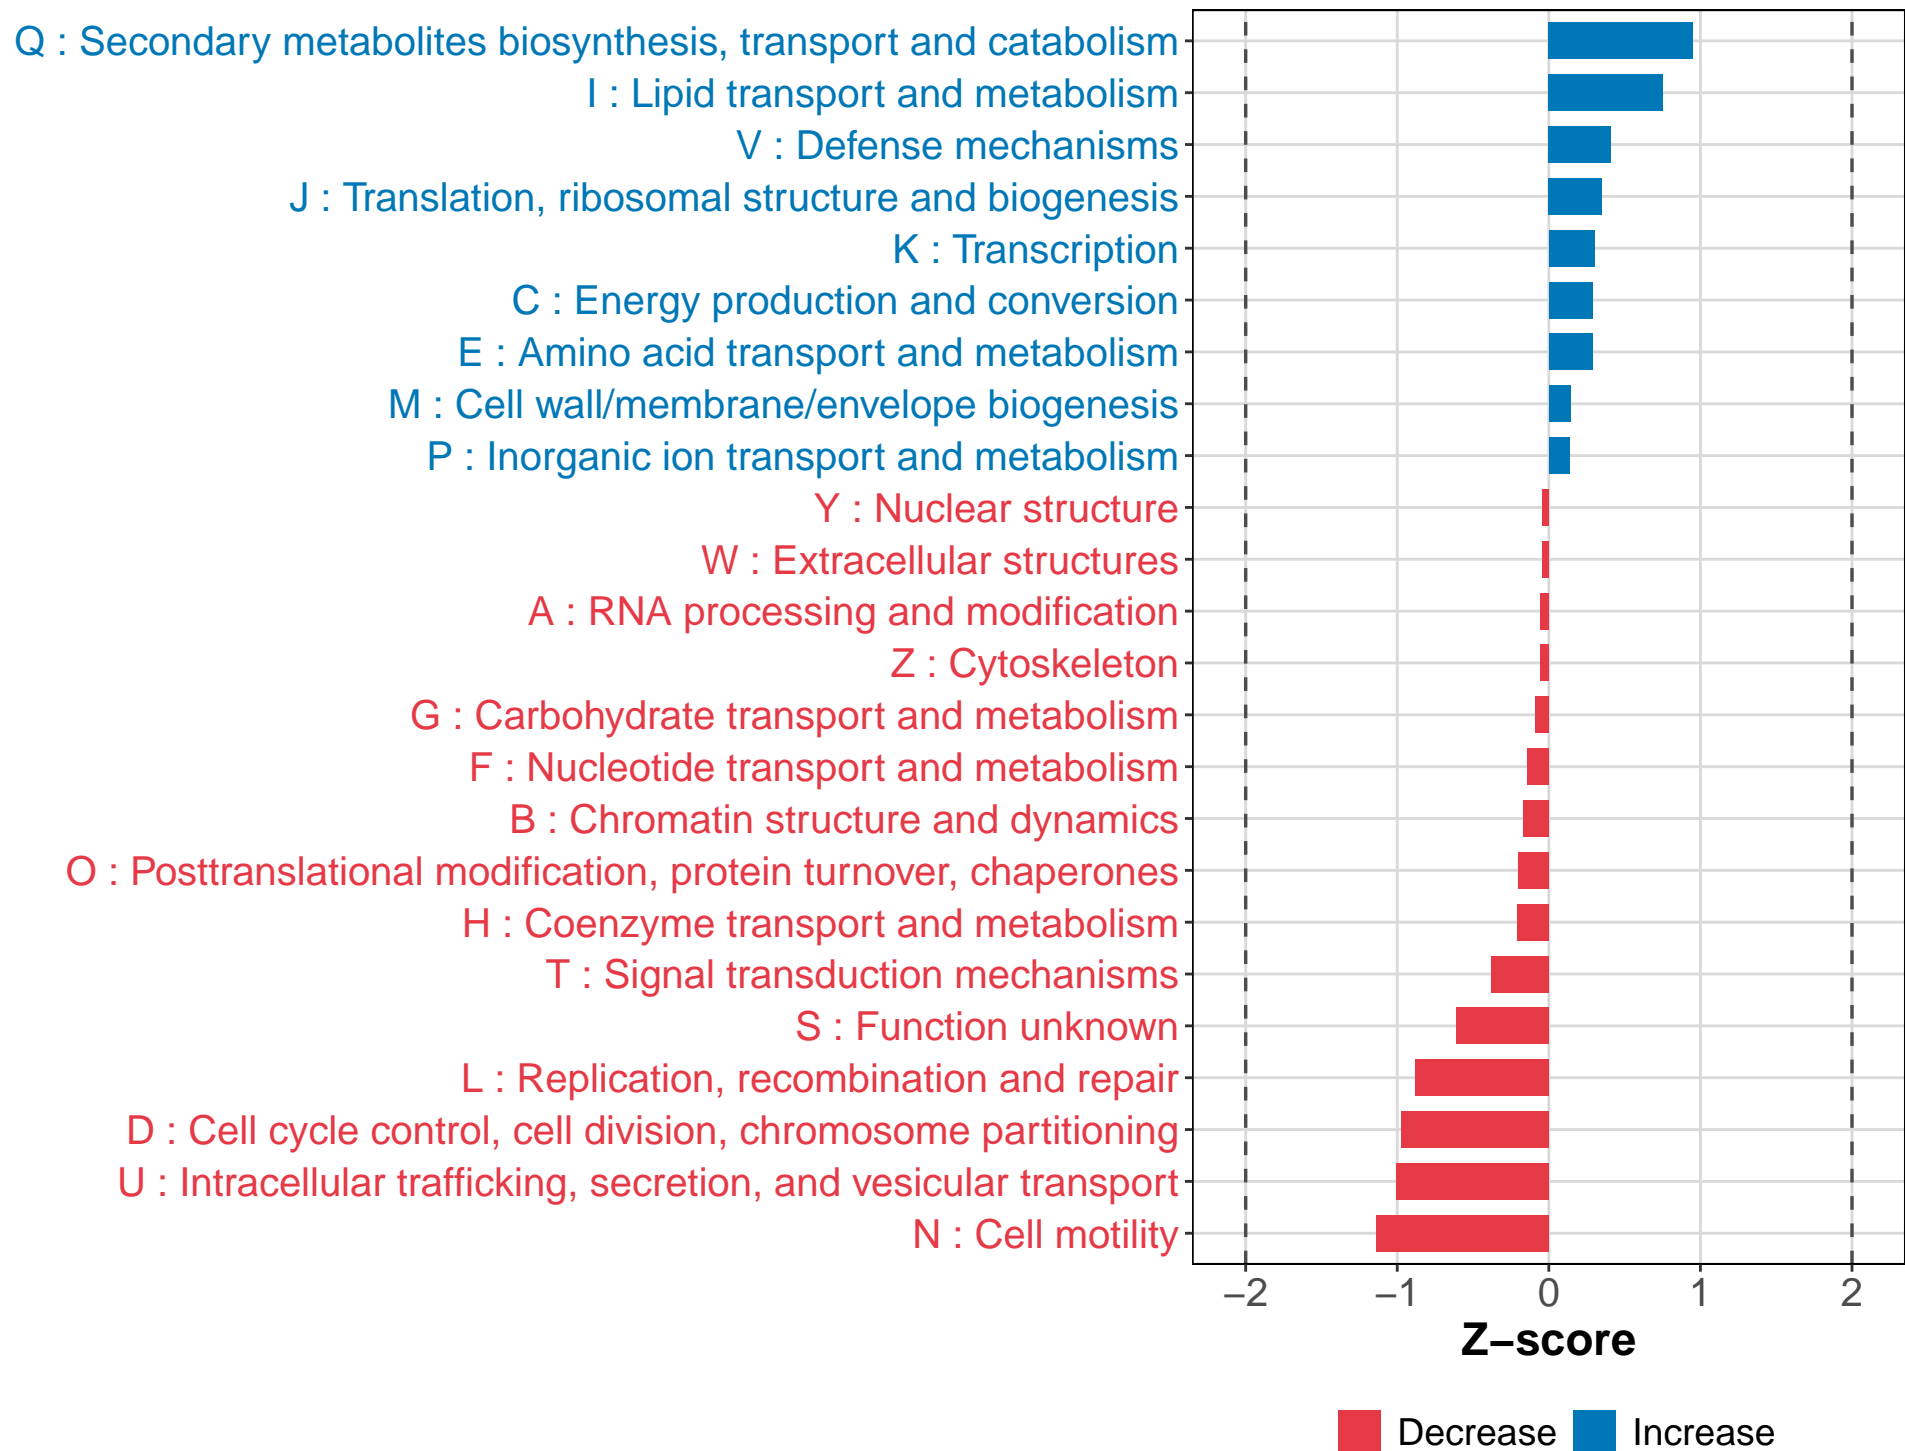 Q : Secondary metabolites biosynthesis, transport and catabolism
I : Lipid transport and metabolism
V : Defense mechanisms
J : Translation, ribosomal structure and biogenesis
K : Transcription
C : Energy production and conversion
E : Amino acid transport and metabolism
M : Cell wall/membrane/envelope biogenesis
P : Inorganic ion transport and metabolism
Y : Nuclear structure
W : Extracellular structures
A : RNA processing and modification
Z : Cytoskeleton
G : Carbohydrate transport and metabolism
F : Nucleotide transport and metabolism
B : Chromatin structure and dynamics
O : Posttranslational modification, protein turnover, chaperones
H : Coenzyme transport and metabolism
T : Signal transduction mechanisms
S : Function unknown
L : Replication, recombination and repair
D : Cell cycle control, cell division, chromosome partitioning
U : Intracellular trafficking, secretion, and vesicular transport
N : Cell motility
−2 −1 0 1 2
Z−score
Decrease Increase